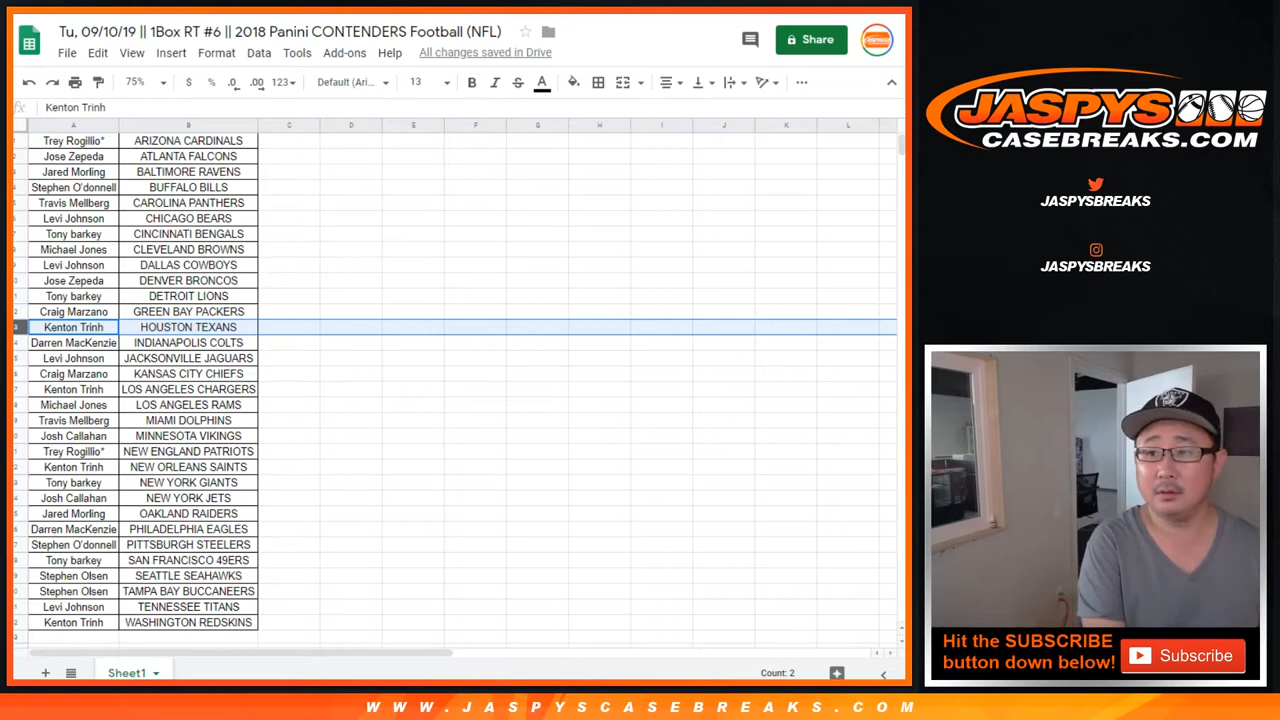 Tu, 09/10/19 || 1Box RT #6 || 2018 Panini CONTENDERS Football (NFL)
File Edit View Insert Format Data Tools Add-ons Help All changes saved in Drive
Share
75% $ % .0 .00 123 Default (Ari... 13 B I S A
fx Kenton Trinh
A B C D E F G H I J K L
Trey Rogillio* ARIZONA CARDINALS
Jose Zepeda ATLANTA FALCONS
Jared Morling BALTIMORE RAVENS
Stephen O'donnell BUFFALO BILLS
Travis Mellberg CAROLINA PANTHERS
Levi Johnson CHICAGO BEARS
Tony barkey CINCINNATI BENGALS
Michael Jones CLEVELAND BROWNS
Levi Johnson DALLAS COWBOYS
Jose Zepeda DENVER BRONCOS
Tony barkey DETROIT LIONS
Craig Marzano GREEN BAY PACKERS
Kenton Trinh HOUSTON TEXANS
Darren MacKenzie INDIANAPOLIS COLTS
Levi Johnson JACKSONVILLE JAGUARS
Craig Marzano KANSAS CITY CHIEFS
Kenton Trinh LOS ANGELES CHARGERS
Michael Jones LOS ANGELES RAMS
Travis Mellberg MIAMI DOLPHINS
Josh Callahan MINNESOTA VIKINGS
Trey Rogillio* NEW ENGLAND PATRIOTS
Kenton Trinh NEW ORLEANS SAINTS
Tony barkey NEW YORK GIANTS
Josh Callahan NEW YORK JETS
Jared Morling OAKLAND RAIDERS
Darren MacKenzie PHILADELPHIA EAGLES
Stephen O'donnell PITTSBURGH STEELERS
Tony barkey SAN FRANCISCO 49ERS
Stephen Olsen SEATTLE SEAHAWKS
Stephen Olsen TAMPA BAY BUCCANEERS
Levi Johnson TENNESSEE TITANS
Kenton Trinh WASHINGTON REDSKINS
Sheet1
Count: 2
JASPYS
CASEBREAKS.COM
JASPYSBREAKS
JASPYSBREAKS
Hit the SUBSCRIBE
button down below!
Subscribe
WWW.JASPYSCASEBREAKS.COM